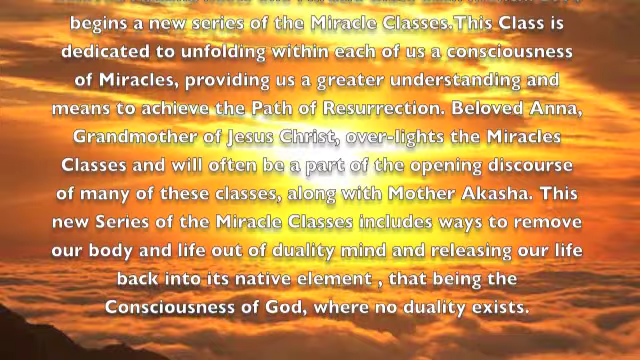 begins a new series of the Miracle Classes.This Class is
dedicated to unfolding within each of us a consciousness
of Miracles, providing us a greater understanding and
means to achieve the Path of Resurrection. Beloved Anna,
Grandmother of Jesus Christ, over-lights the Miracles
Classes and will often be a part of the opening discourse
of many of these classes, along with Mother Akasha. This
new Series of the Miracle Classes includes ways to remove
our body and life out of duality mind and releasing our life
back into its native element , that being the
Consciousness of God, where no duality exists.